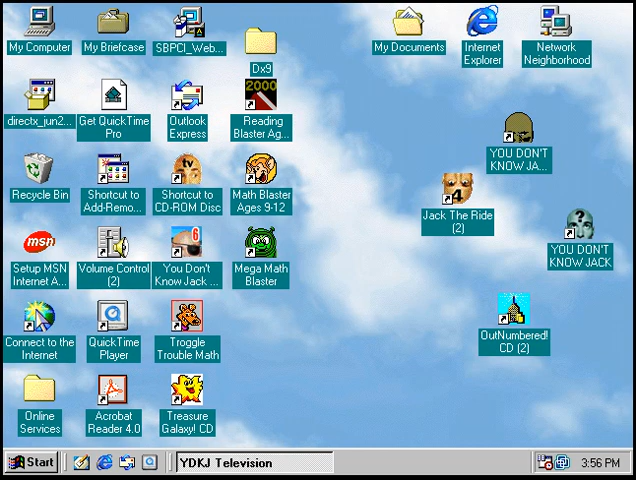 My Computer
My Briefcase
SBPCI_Web...
Dx9
My Documents
Internet
Explorer
Network
Neighborhood
directx_jun2...
Get QuickTime
Pro
Outlook
Express
2000
Reading
Blaster Ag...
YOU DON'T
KNOW JA...
Recycle Bin
Shortcut to
Add-Remo...
tv
Shortcut to
CD-ROM Disc
Math Blaster
Ages 9-12
4
Jack The Ride
(2)
?
YOU DON'T
KNOW JACK
msn
Setup MSN
Internet A...
Volume Control
(2)
6
You Don't
Know Jack ...
Mega Math
Blaster
Connect to the
Internet
QuickTime
Player
Troggle
Trouble Math
OutNumbered!
CD (2)
Online
Services
Acrobat
Reader 4.0
Treasure
Galaxy! CD
Start
YDKJ Television
3:56 PM